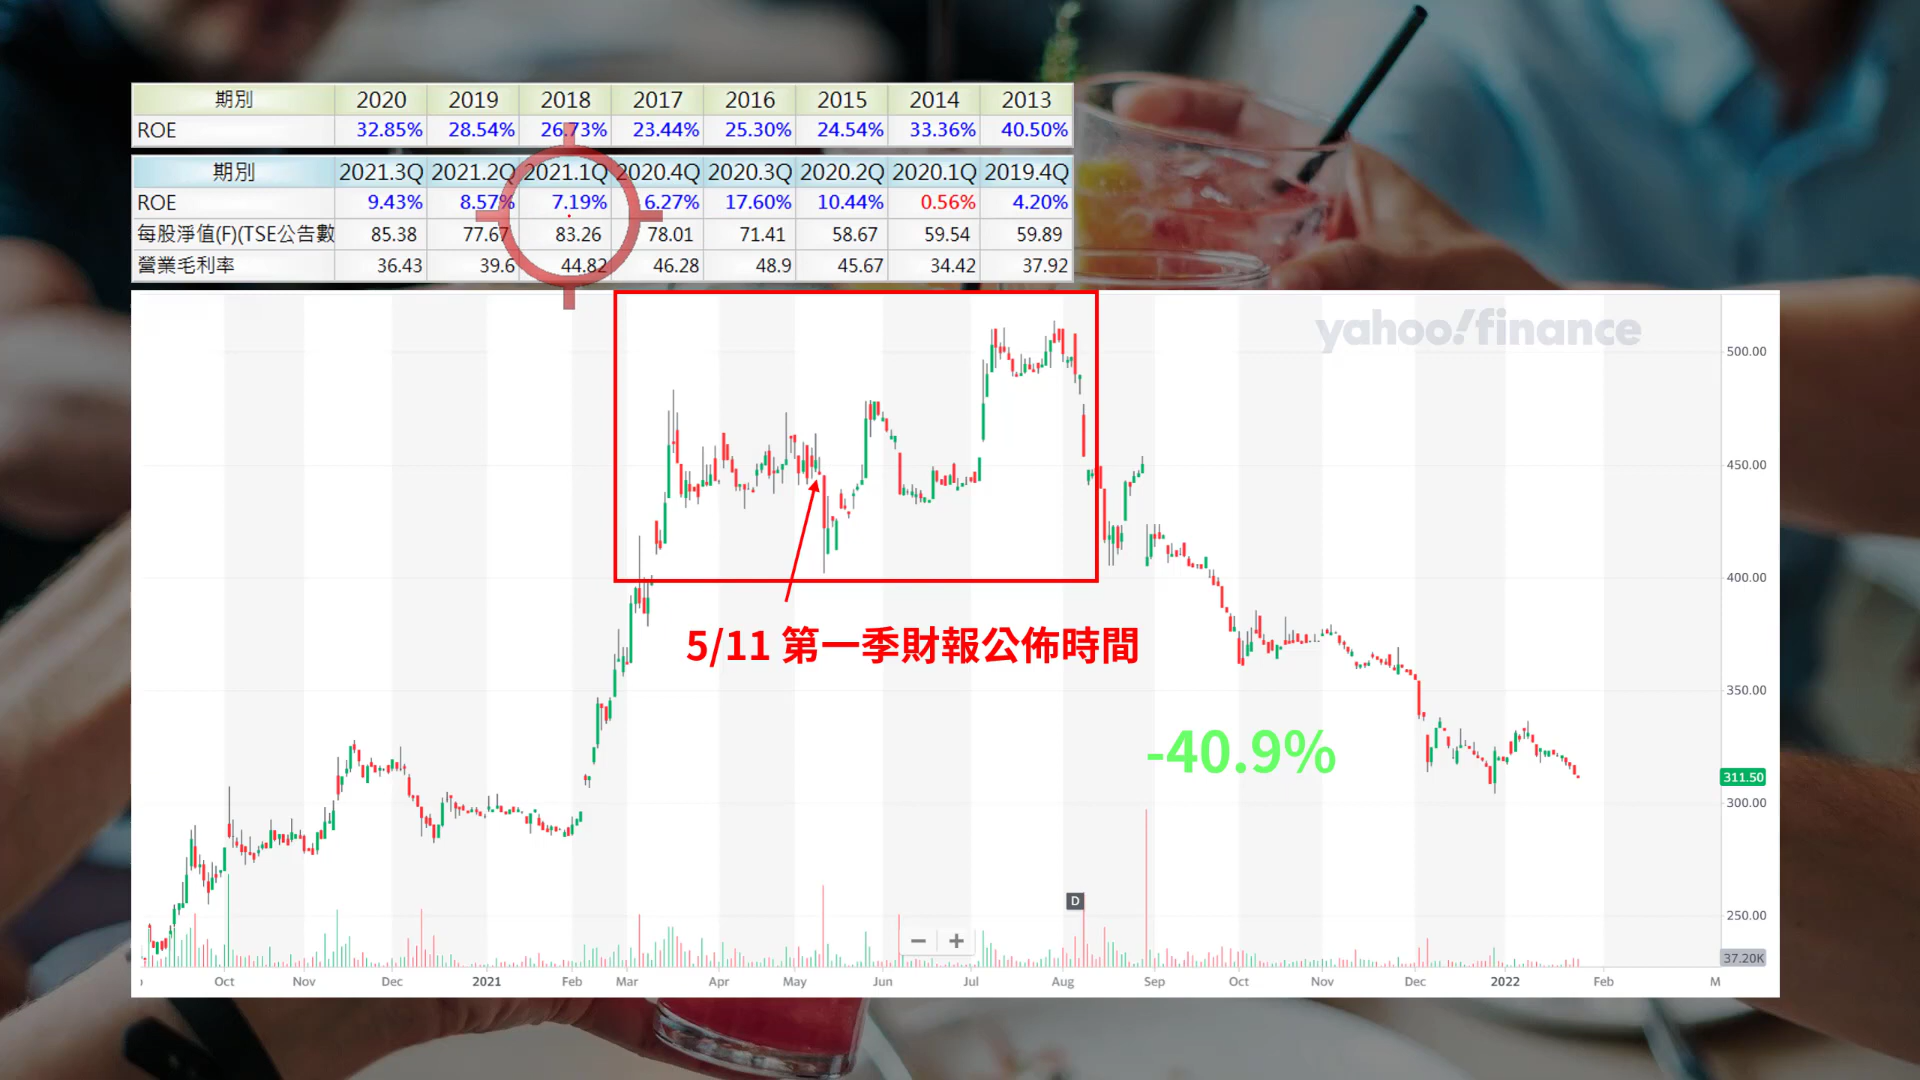 期別 2020 2019 2018 2017 2016 2015 2014 2013
ROE 32.85% 28.54% 26.73% 23.44% 25.30% 24.54% 33.36% 40.50%
期別 2021.3Q 2021.2Q 2021.1Q 2020.4Q 2020.3Q 2020.2Q 2020.1Q 2019.4Q
ROE 9.43% 8.57% 7.19% 6.27% 17.60% 10.44% 0.56% 4.20%
每股淨值(F)(TSE公告數 85.38 77.67 83.26 78.01 71.41 58.67 59.54 59.89
營業毛利率 36.43 39.6 44.82 46.28 48.9 45.67 34.42 37.92
yahoo!finance
500.00
450.00
400.00
5/11 第一季財報公佈時間
350.00
-40.9%
311.50
300.00
D
250.00
− +
37.20K
Oct Nov Dec 2021 Feb Mar Apr May Jun Jul Aug Sep Oct Nov Dec 2022 Feb M